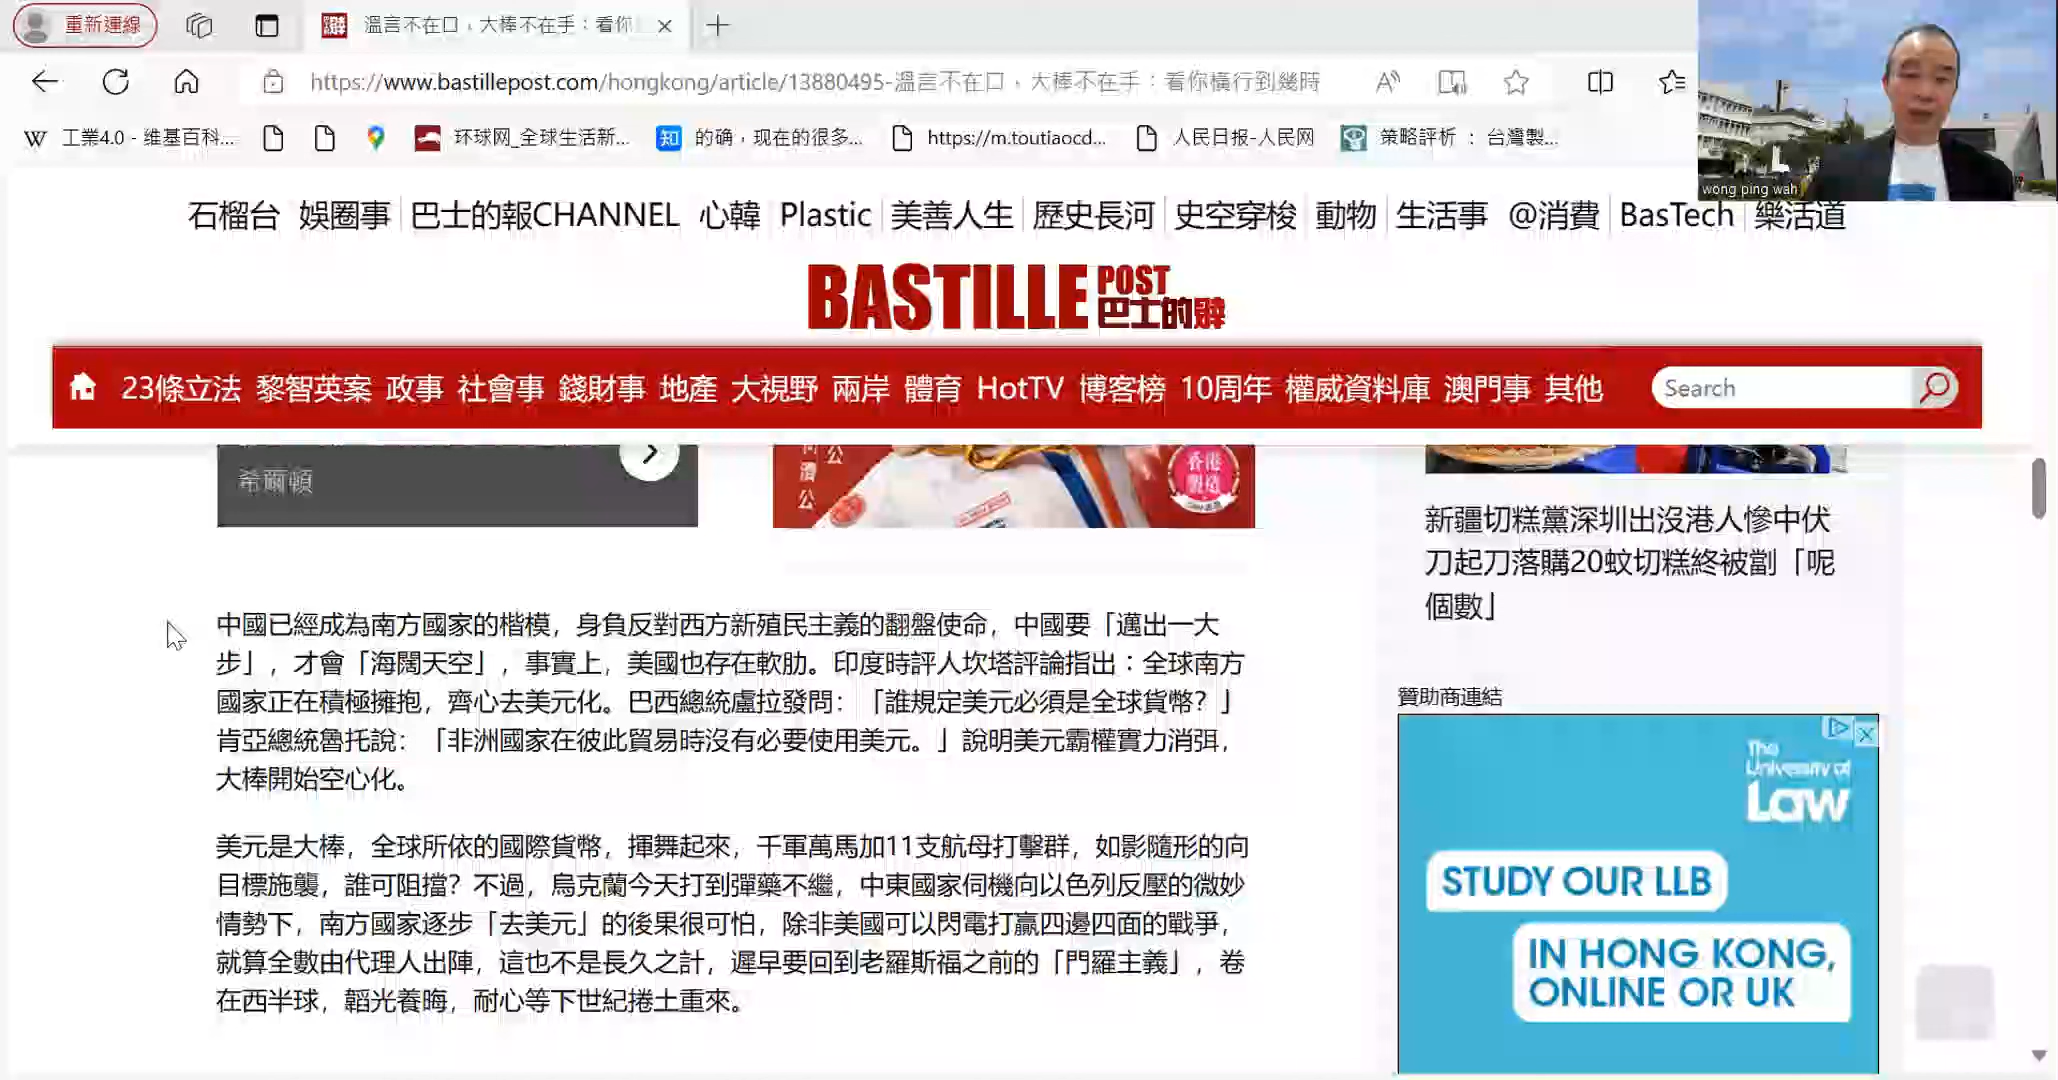 重新連線
溫言不在口，大棒不在手：看你
https://www.bastillepost.com/hongkong/article/13880495-溫言不在口，大棒不在手：看你橫行到幾時
工業4.0 - 维基百科...
环球网_全球生活新...
知
的确，现在的很多...
https://m.toutiaocd...
人民日报-人民网
策略評析 ： 台灣製...
wong ping wah
石榴台 娛圈事 巴士的報CHANNEL 心韓 Plastic 美善人生 歷史長河 史空穿梭 動物 生活事 @消費 BasTech 樂活道
BASTILLE POST 巴士的報
23條立法 黎智英案 政事 社會事 錢財事 地產 大視野 兩岸 體育 HotTV 博客榜 10周年 權威資料庫 澳門事 其他
Search
希爾頓
公
濟
公
香港
製造
新疆切糕黨深圳出沒港人慘中伏
刀起刀落購20蚊切糕終被劏「呢
個數」
中國已經成為南方國家的楷模，身負反對西方新殖民主義的翻盤使命，中國要「邁出一大
步」，才會「海闊天空」，事實上，美國也存在軟肋。印度時評人坎塔評論指出：全球南方
國家正在積極擁抱，齊心去美元化。巴西總統盧拉發問：「誰規定美元必須是全球貨幣？」
肯亞總統魯托說：「非洲國家在彼此貿易時沒有必要使用美元。」說明美元霸權實力消弭，
大棒開始空心化。
美元是大棒，全球所依的國際貨幣，揮舞起來，千軍萬馬加11支航母打擊群，如影隨形的向
目標施襲，誰可阻擋？不過，烏克蘭今天打到彈藥不繼，中東國家伺機向以色列反壓的微妙
情勢下，南方國家逐步「去美元」的後果很可怕，除非美國可以閃電打贏四邊四面的戰爭，
就算全數由代理人出陣，這也不是長久之計，遲早要回到老羅斯福之前的「門羅主義」，卷
在西半球，韜光養晦，耐心等下世紀捲土重來。
贊助商連結
The
University of
Law
STUDY OUR LLB
IN HONG KONG,
ONLINE OR UK